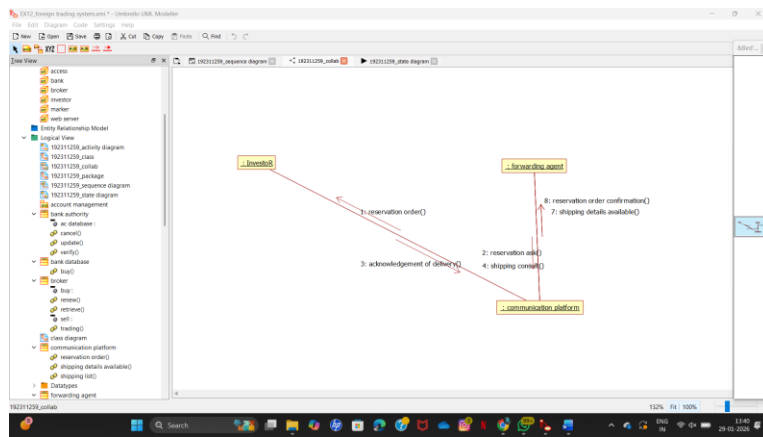 EX12_foreign trading system.xmi * - Umbrello UML Modeller
File Edit Diagram Code Settings Help
New Open Save Cut Copy Paste Find
XYZ
Tree View
192311259_sequence diagram 192311259_collab 192311259_state diagram
access
bank
broker
investor
marker
web server
Entity Relationship Model
Logical View
192311259_activity diagram
192311259_class
192311259_collab
192311259_package
192311259_sequence diagram
192311259_state diagram
account management
bank authority
ac database :
cancel()
update()
verify()
bank database
buy()
broker
buy :
renew()
retrieve()
sell :
trading()
class diagram
communication platform
reservation order()
shipping details available()
shipping list()
Datatypes
forwarding agent
: InvestoR
: forwarding agent
8: reservation order confirmation()
1: reservation order()
7: shipping details available()
2: reservation ask()
3: acknowledgement of delivery()
4: shipping consult()
: communication platform
192311259_collab
132% Fit 100%
Search
99+
ENG
IN
13:40
29-01-2026